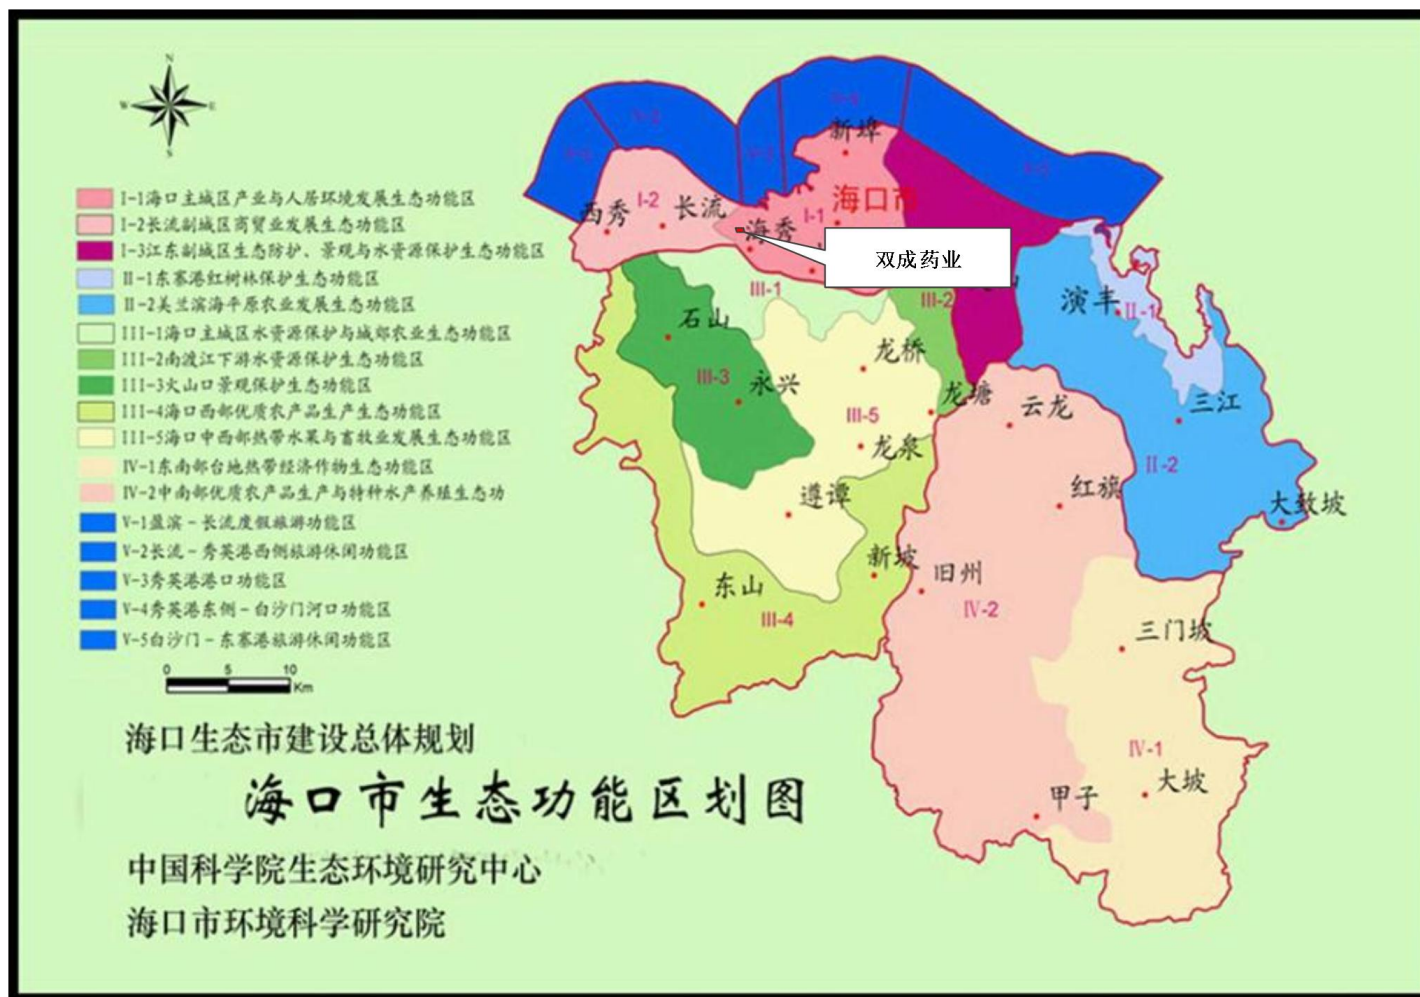 N
W
E
S
I-1海口主城区产业与人居环境发展生态功能区
I-2长流副城区商贸业发展生态功能区
I-3江东副城区生态防护、景观与水资源保护生态功能区
II-1东寨港红树林保护生态功能区
II-2美兰滨海平原农业发展生态功能区
III-1海口主城区水资源保护与城郊农业生态功能区
III-2南渡江下游水资源保护生态功能区
III-3火山口景观保护生态功能区
III-4海口西部优质农产品生产生态功能区
III-5海口中西部热带水果与畜牧业发展生态功能区
IV-1东南部台地热带经济作物生态功能区
IV-2中南部优质农产品生产与特种水产养殖生态功
V-1盈滨-长流度假旅游功能区
V-2长流-秀英港西侧旅游休闲功能区
V-3秀英港港口功能区
V-4秀英港东侧-白沙门河口功能区
V-5白沙门-东寨港旅游休闲功能区
0 5 10
Km
海口生态市建设总体规划
海口市生态功能区划图
中国科学院生态环境研究中心
海口市环境科学研究院
V-2
新埠
西秀
I-2
长流
海秀
I-1
海口市
双成药业
III-1
III-2
演丰
II-1
石山
龙桥
III-3
永兴
III-5
龙塘
云龙
三江
龙泉
II-2
遵谭
红旗
大致坡
新坡
旧州
东山
III-4
IV-2
三门坡
IV-1
大坡
甲子